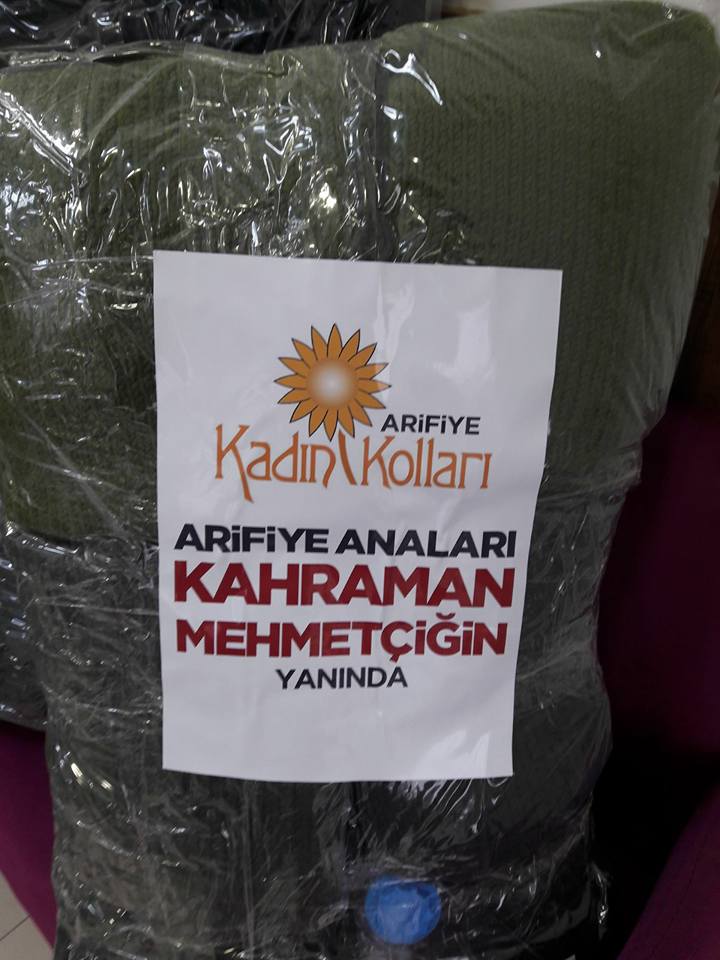 ARİFİYE
Kadın Kolları
ARİFİYE ANALARI
KAHRAMAN
MEHMETÇİĞİN
YANINDA